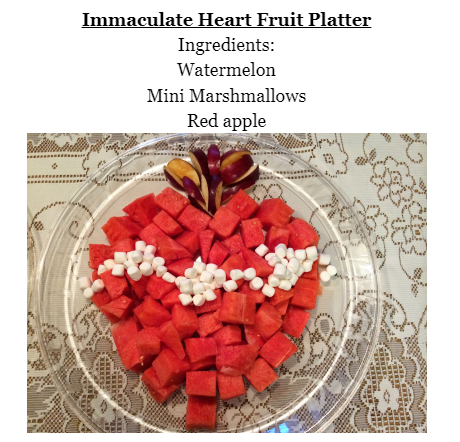 Immaculate Heart Fruit Platter
Ingredients:
Watermelon
Mini Marshmallows
Red apple